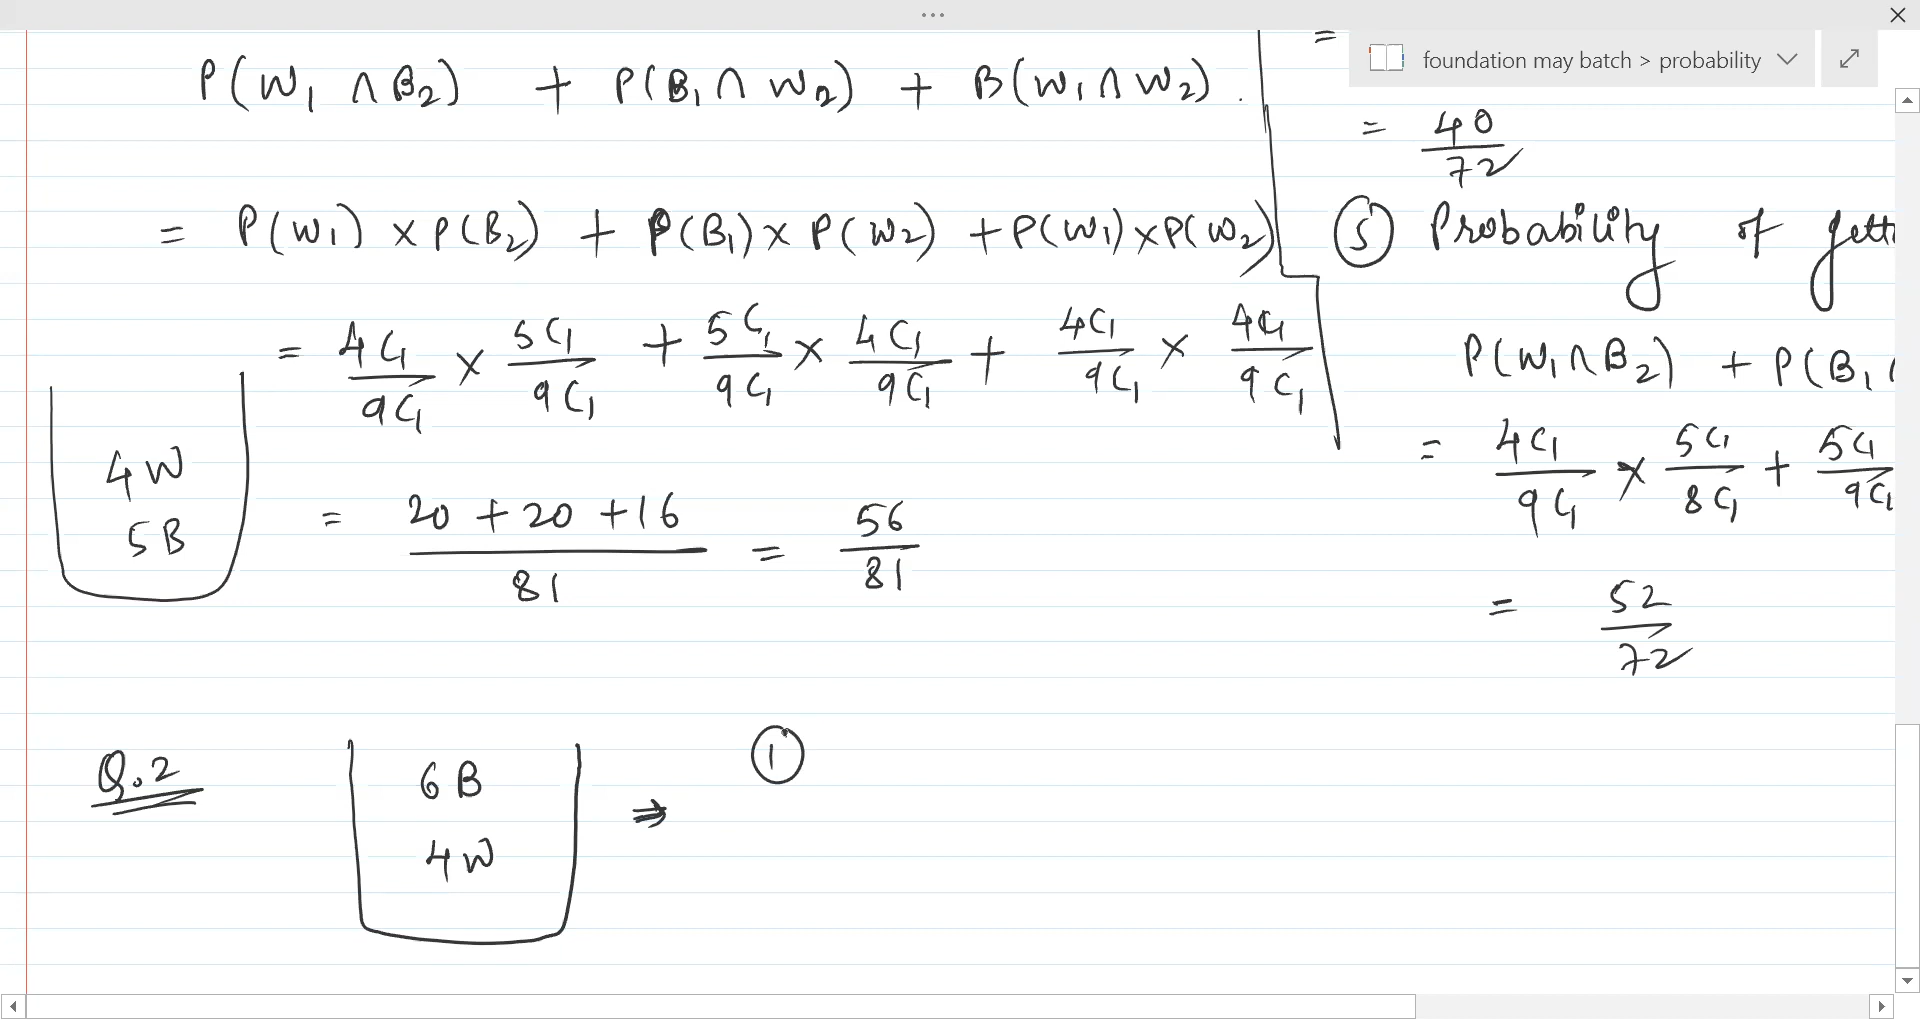 foundation may batch > probability
P(W₁ ∩ B₂) + P(B₁ ∩ W₂) + B(W₁ ∩ W₂).
= P(W₁) × P(B₂) + P(B₁) × P(W₂) + P(W₁) × P(W₂)
= 4C₁/9C₁ × 5C₁/9C₁ + 5C₁/9C₁ × 4C₁/9C₁ + 4C₁/9C₁ × 4C₁/9C₁
4W
5B
= 20 + 20 + 16 / 81 = 56/81
=
= 40/72
(5) Probability of gett
P(W₁ ∩ B₂) + P(B₁ ∩
= 4C₁/9C₁ × 5C₁/8C₁ + 5C₁/9C₁
= 52/72
Q.2
6B
4W
⇒ (1)